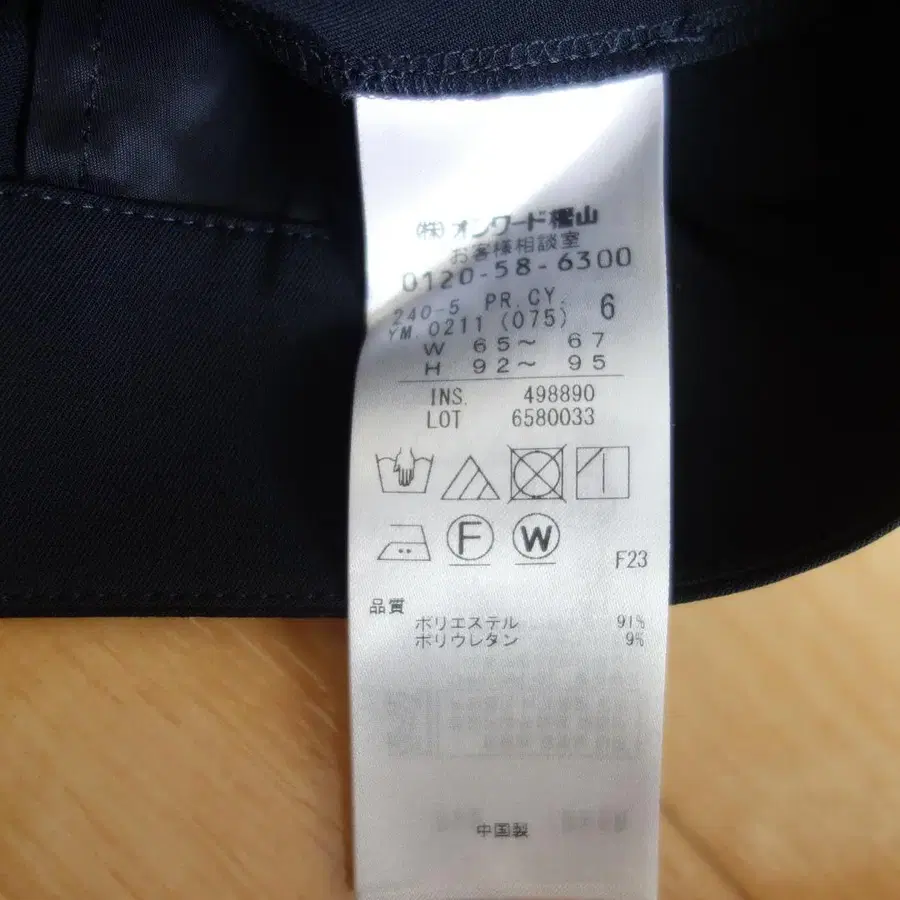 ㈱オンワード樫山
お客様相談室
0120-58-6300
240-5 PR.CY. 6
YM.0211 (075)
W 65～ 67
H 92～ 95
INS. 498890
LOT 6580033
F W
F23
品質
ポリエステル 91%
ポリウレタン 9%
中国製